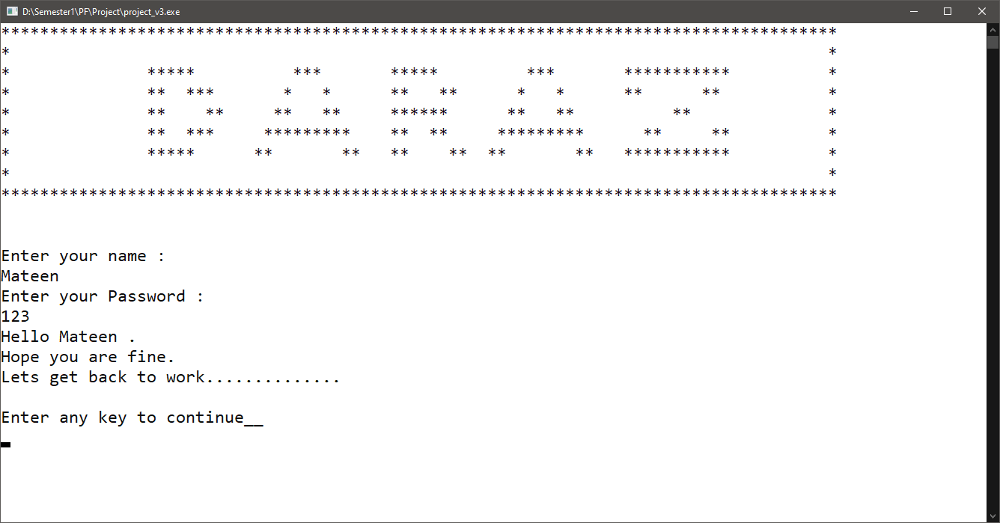 D:\Semester1\PF\Project\project_v3.exe
**************************************************************************************
*                                                                                    *
*              *****          ***       *****         ***       ***********          *
*              **  ***       *   *      **   **      *   *      **      **           *
*              **    **     **   **     ******      **   **          **              *
*              **  ***     *********    **  **     *********      **     **          *
*              *****      **       **   **    **  **       **   ***********          *
*                                                                                    *
**************************************************************************************
Enter your name :
Mateen
Enter your Password :
123
Hello Mateen .
Hope you are fine.
Lets get back to work..............
Enter any key to continue__